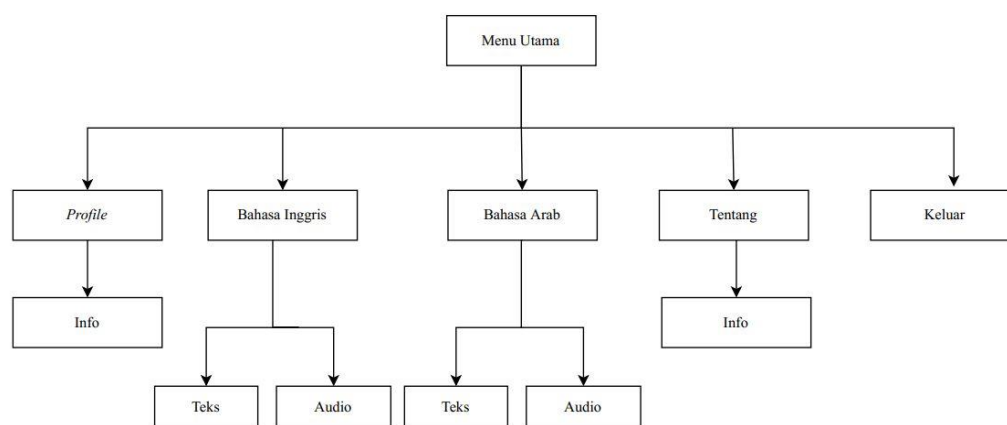 Menu Utama
Profile
Bahasa Inggris
Bahasa Arab
Tentang
Keluar
Info
Info
Teks
Audio
Teks
Audio